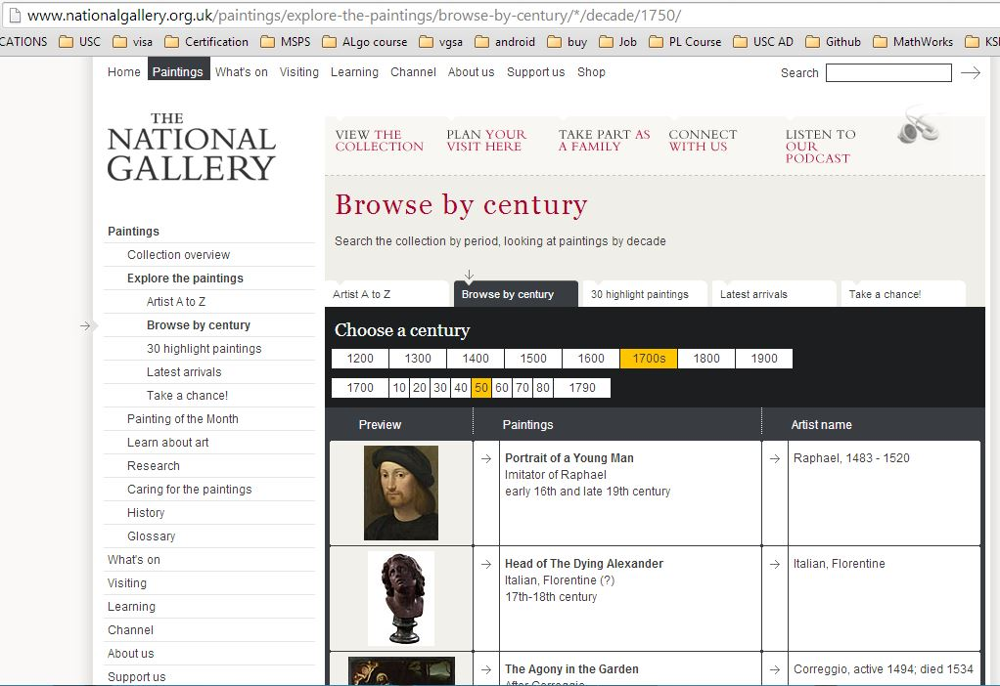 www.nationalgallery.org.uk/paintings/explore-the-paintings/browse-by-century/*/decade/1750/
CATIONS USC visa Certification MSPS ALgo course vgsa android buy Job PL Course USC AD Github MathWorks KSI
Home Paintings What's on Visiting Learning Channel About us Support us Shop Search
THE
NATIONAL
GALLERY
VIEW THE
COLLECTION
PLAN YOUR
VISIT HERE
TAKE PART AS
A FAMILY
CONNECT
WITH US
LISTEN TO
OUR
PODCAST
Browse by century
Search the collection by period, looking at paintings by decade
Paintings
Collection overview
Explore the paintings
Artist A to Z
Browse by century
30 highlight paintings
Latest arrivals
Take a chance!
Painting of the Month
Learn about art
Research
Caring for the paintings
History
Glossary
What's on
Visiting
Learning
Channel
About us
Support us
Artist A to Z Browse by century 30 highlight paintings Latest arrivals Take a chance!
Choose a century
1200 1300 1400 1500 1600 1700s 1800 1900
1700 10 20 30 40 50 60 70 80 1790
Preview Paintings Artist name
Portrait of a Young Man
Imitator of Raphael
early 16th and late 19th century
Raphael, 1483 - 1520
Head of The Dying Alexander
Italian, Florentine (?)
17th-18th century
Italian, Florentine
The Agony in the Garden
After Correggio
Correggio, active 1494; died 1534